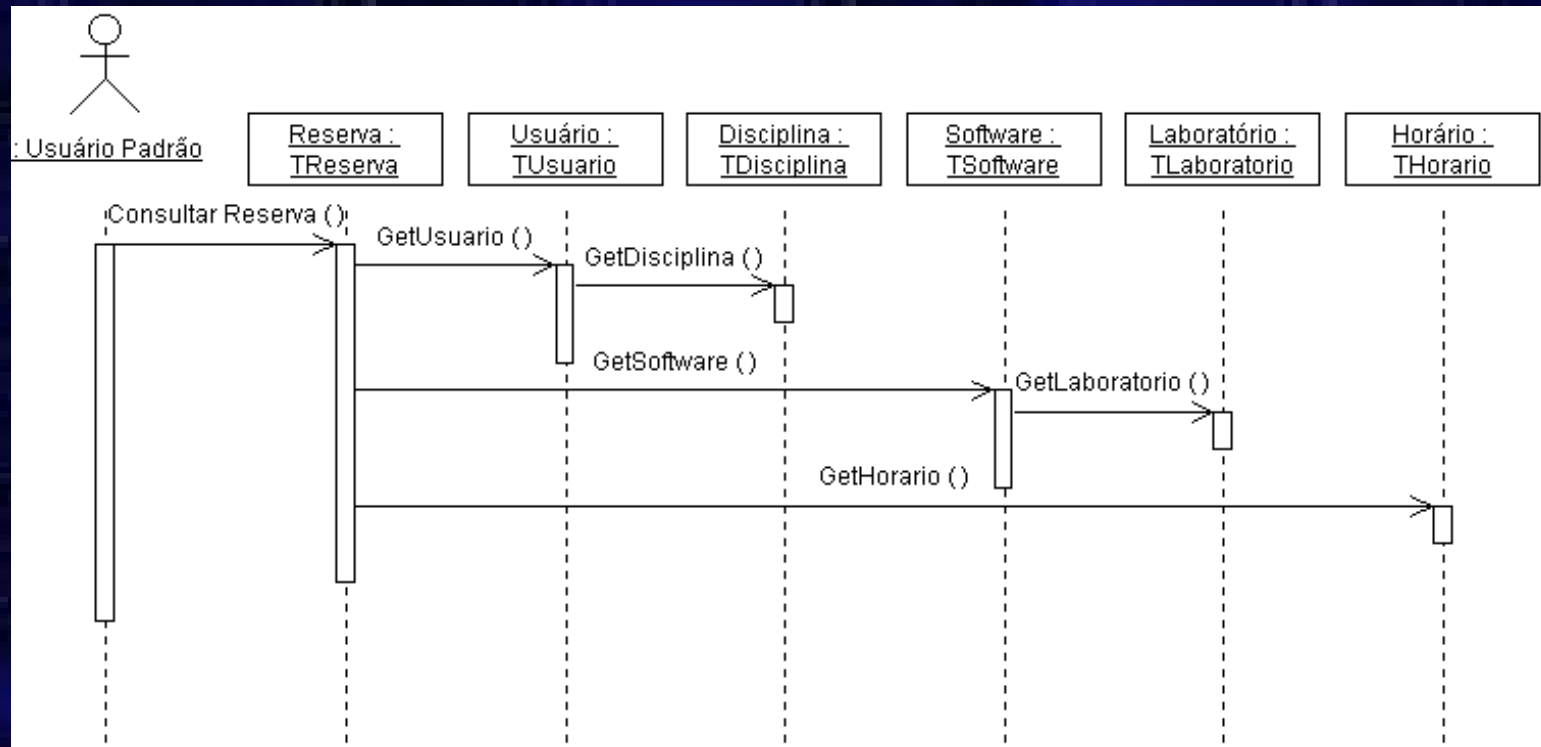 : Usuário Padrão
Reserva :
TReserva
Usuário :
TUsuario
Disciplina :
TDisciplina
Software :
TSoftware
Laboratório :
TLaboratorio
Horário :
THorario
Consultar Reserva ()
GetUsuario ()
GetDisciplina ()
GetSoftware ()
GetLaboratorio ()
GetHorario ()